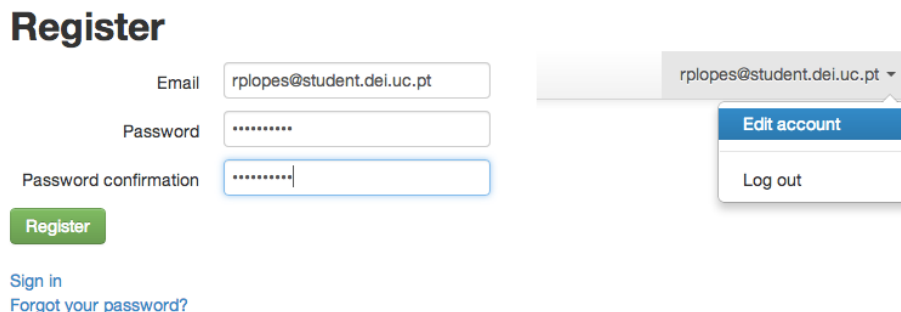 Register
Email rplopes@student.dei.uc.pt
Password ••••••••••
Password confirmation ••••••••••
Register
Sign in
Forgot your password?
rplopes@student.dei.uc.pt
Edit account
Log out